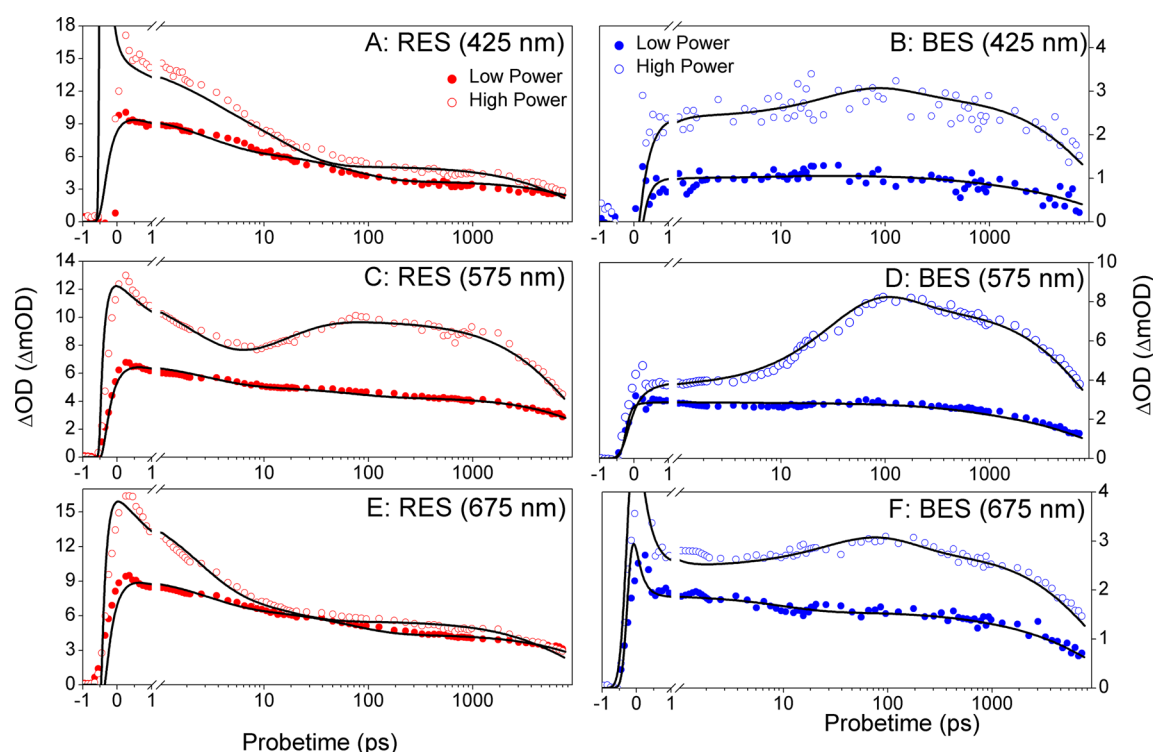 A: RES (425 nm)
Low Power
High Power
18
15
12
9
6
3
0
-1 0 1 10 100 1000
B: BES (425 nm)
Low Power
High Power
4
3
2
1
0
-1 0 1 10 100 1000
C: RES (575 nm)
14
12
10
8
6
4
2
0
-1 0 1 10 100 1000
D: BES (575 nm)
10
8
6
4
2
0
-1 0 1 10 100 1000
E: RES (675 nm)
15
12
9
6
3
0
-1 0 1 10 100 1000
F: BES (675 nm)
4
3
2
1
0
-1 0 1 10 100 1000
ΔOD (ΔmOD)
ΔOD (ΔmOD)
Probetime (ps)
Probetime (ps)